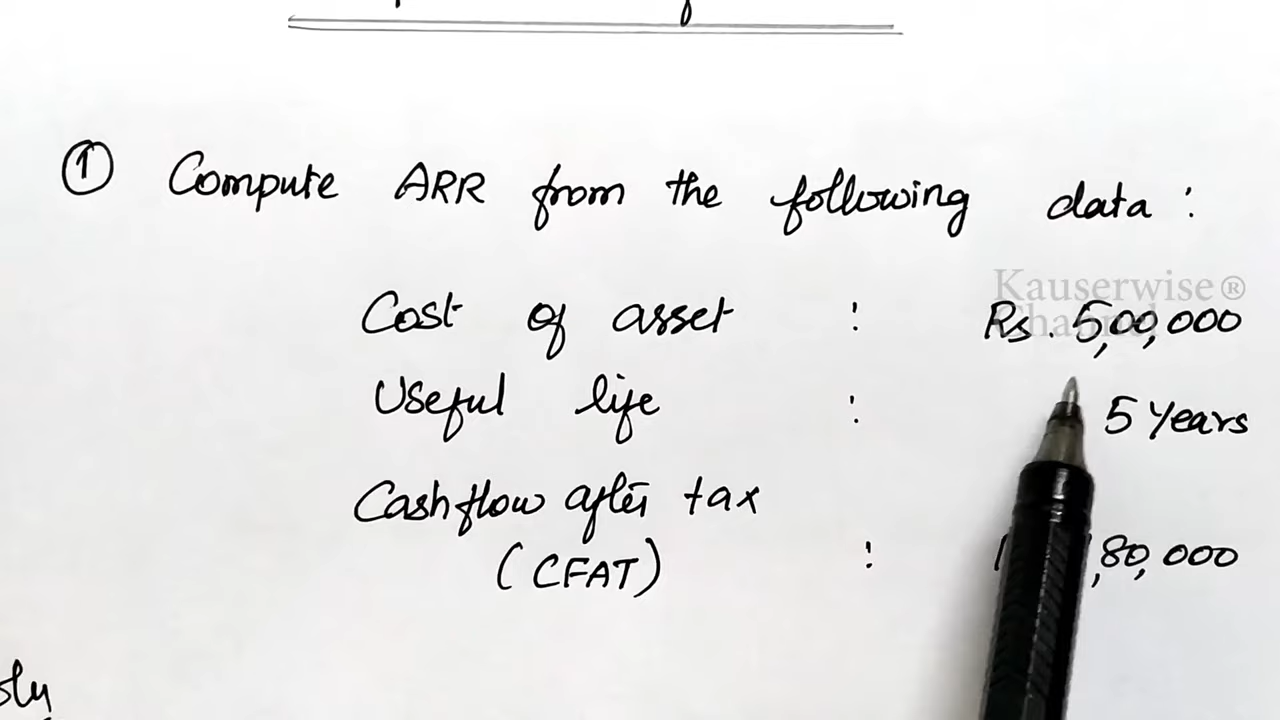 ① Compute ARR from the following data :
Kauserwise®
Channel
Cost of asset : Rs. 5,00,000
Useful life : 5 Years
Cashflow after tax
(CFAT) : ,80,000